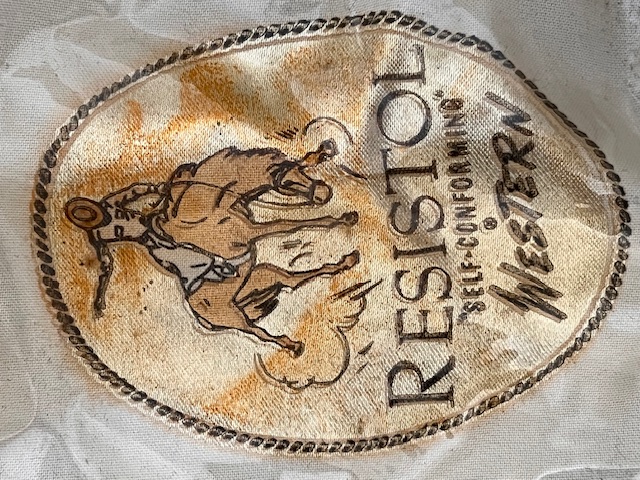 RESISTOL
"SELF-CONFORMING"
®
WESTERN